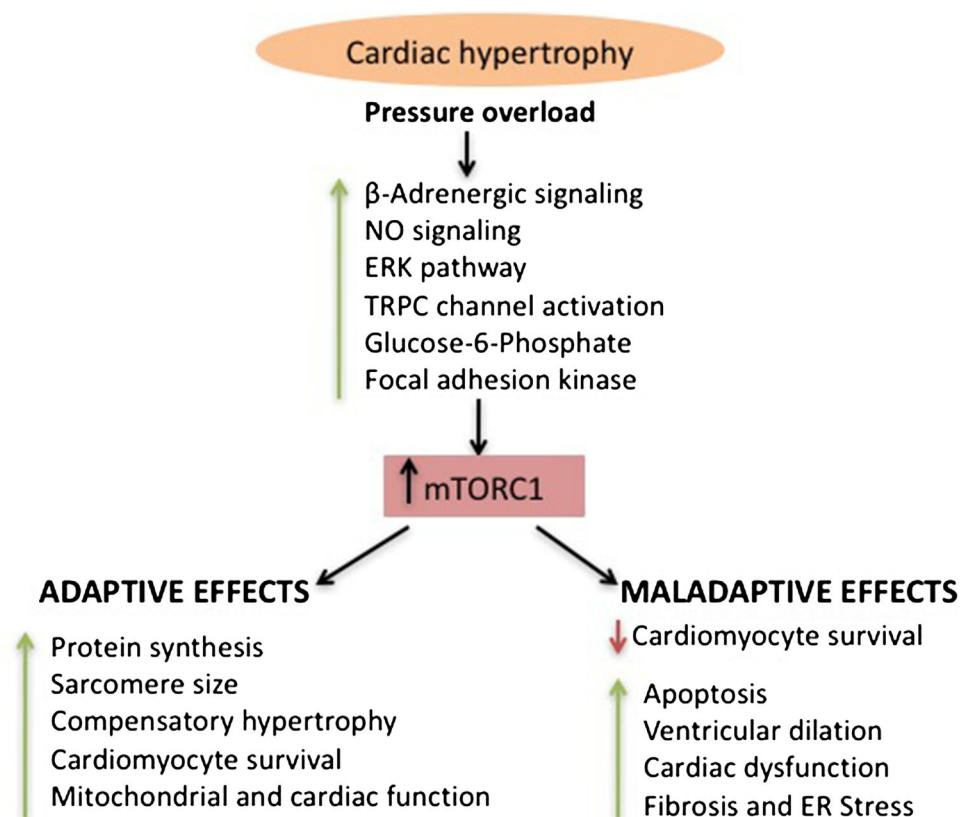 Cardiac hypertrophy
Pressure overload
β-Adrenergic signaling
NO signaling
ERK pathway
TRPC channel activation
Glucose-6-Phosphate
Focal adhesion kinase
mTORC1
ADAPTIVE EFFECTS
Protein synthesis
Sarcomere size
Compensatory hypertrophy
Cardiomyocyte survival
Mitochondrial and cardiac function
MALADAPTIVE EFFECTS
Cardiomyocyte survival
Apoptosis
Ventricular dilation
Cardiac dysfunction
Fibrosis and ER Stress